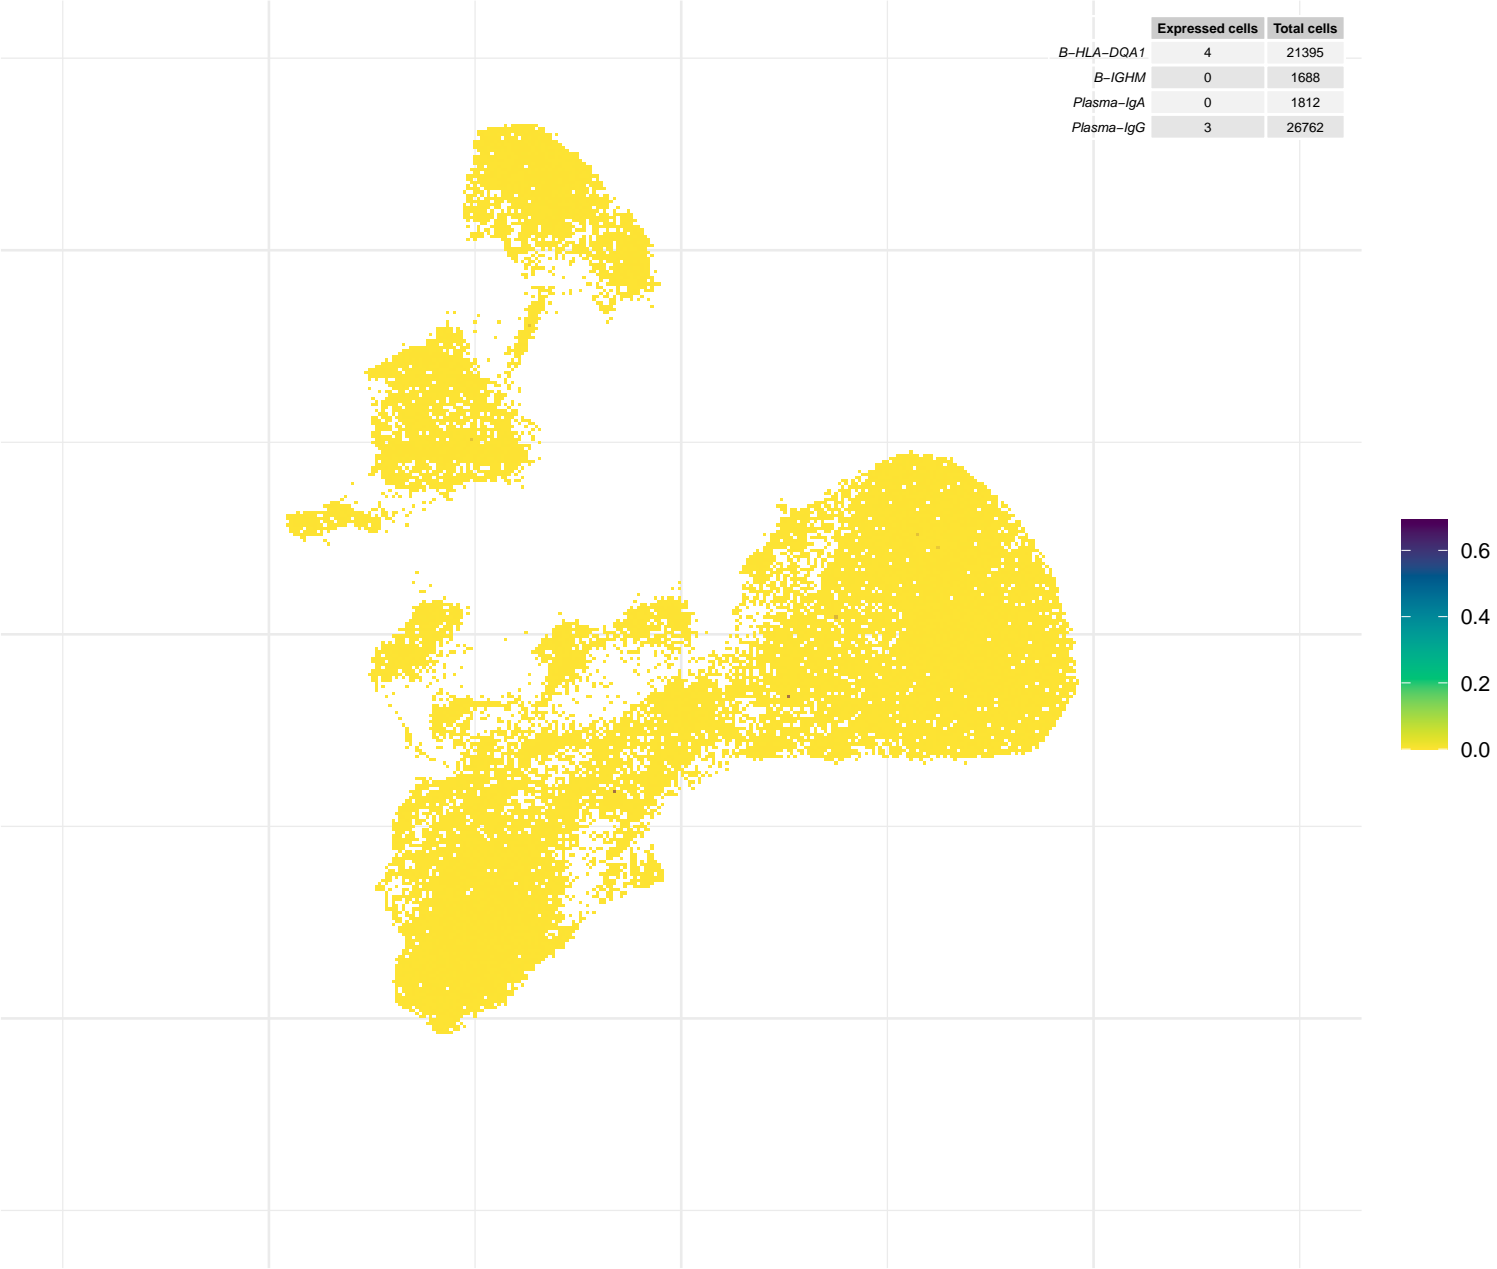 Expressed cells Total cells
B−HLA−DQA1 4 21395
B−IGHM 0 1688
Plasma−IgA 0 1812
Plasma−IgG 3 26762
0.6
0.4
0.2
0.0